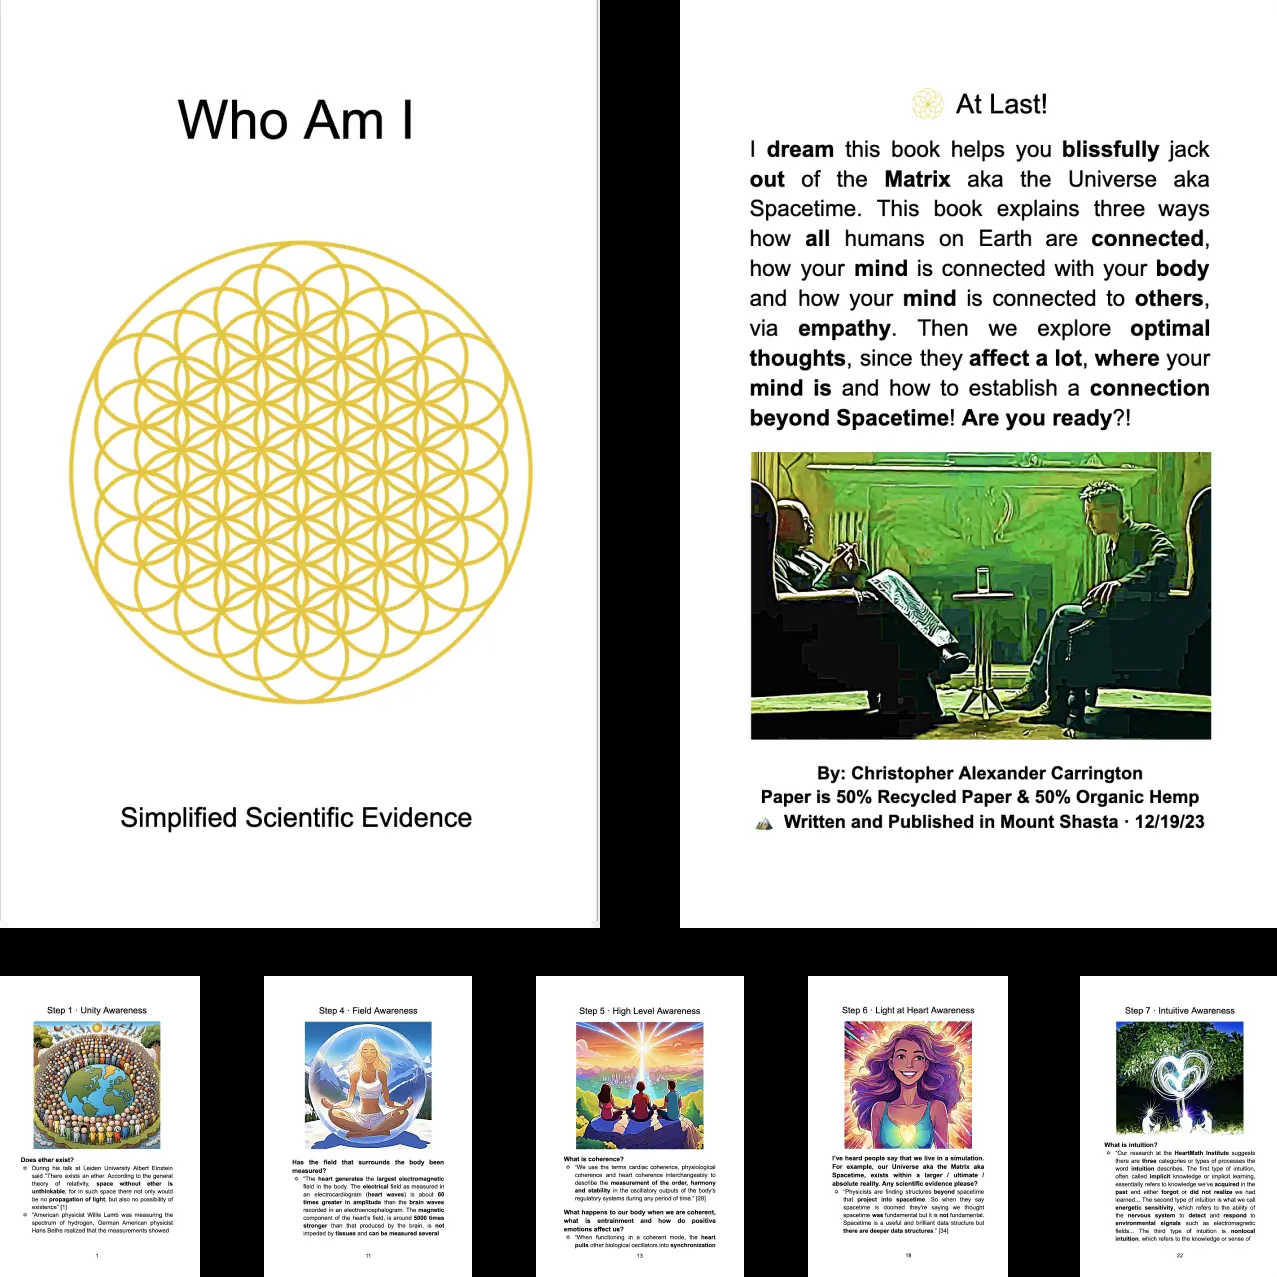 Who Am I
Simplified Scientific Evidence
At Last!
I dream this book helps you blissfully jack
out of the Matrix aka the Universe aka
Spacetime. This book explains three ways
how all humans on Earth are connected,
how your mind is connected with your body
and how your mind is connected to others,
via empathy. Then we explore optimal
thoughts, since they affect a lot, where your
mind is and how to establish a connection
beyond Spacetime! Are you ready?!
By: Christopher Alexander Carrington
Paper is 50% Recycled Paper & 50% Organic Hemp
Written and Published in Mount Shasta · 12/19/23
Step 1 · Unity Awareness
Does ether exist?
During his talk at Leiden University Albert Einstein
said "There exists an ether. According to the general
theory of relativity, space without ether is
unthinkable; for in such space there not only would
be no propagation of light, but also no possibility of
existence" [1]
"American physicist Willis Lamb was measuring the
spectrum of hydrogen, German American physicist
Hans Bethe realized that the measurements showed
1
Step 4 · Field Awareness
Has the field that surrounds the body been
measured?
"The heart generates the largest electromagnetic
field in the body. The electrical field as measured in
an electrocardiogram (heart waves) is about 60
times greater in amplitude than the brain waves
recorded in an electroencephalogram. The magnetic
component of the heart's field, is around 5000 times
stronger than that produced by the brain, is not
impeded by tissues and can be measured several
11
Step 5 · High Level Awareness
What is coherence?
"We use the terms cardiac coherence, physiological
coherence and heart coherence interchangeably to
describe the measurement of the order, harmony
and stability in the oscillatory outputs of the body's
regulatory systems during any period of time." [28]
What happens to our body when we are coherent,
what is entrainment and how do positive
emotions affect us?
"When functioning in a coherent mode, the heart
pulls other biological oscillators into synchronization
13
Step 6 · Light at Heart Awareness
I've heard people say that we live in a simulation.
For example, our Universe aka the Matrix aka
Spacetime, exists within a larger / ultimate /
absolute reality. Any scientific evidence please?
"Physicists are finding structures beyond spacetime
that project into spacetime. So when they say
spacetime is doomed they're saying we thought
spacetime was fundamental but it is not fundamental.
Spacetime is a useful and brilliant data structure but
there are deeper data structures." [34]
18
Step 7 · Intuitive Awareness
What is intuition?
"Our research at the HeartMath Institute suggests
there are three categories or types of processes the
word intuition describes. The first type of intuition,
often called implicit knowledge or implicit learning,
essentially refers to knowledge we've acquired in the
past and either forgot or did not realize we had
learned... The second type of intuition is what we call
energetic sensitivity, which refers to the ability of
the nervous system to detect and respond to
environmental signals such as electromagnetic
fields... The third type of intuition is nonlocal
intuition, which refers to the knowledge or sense of
22